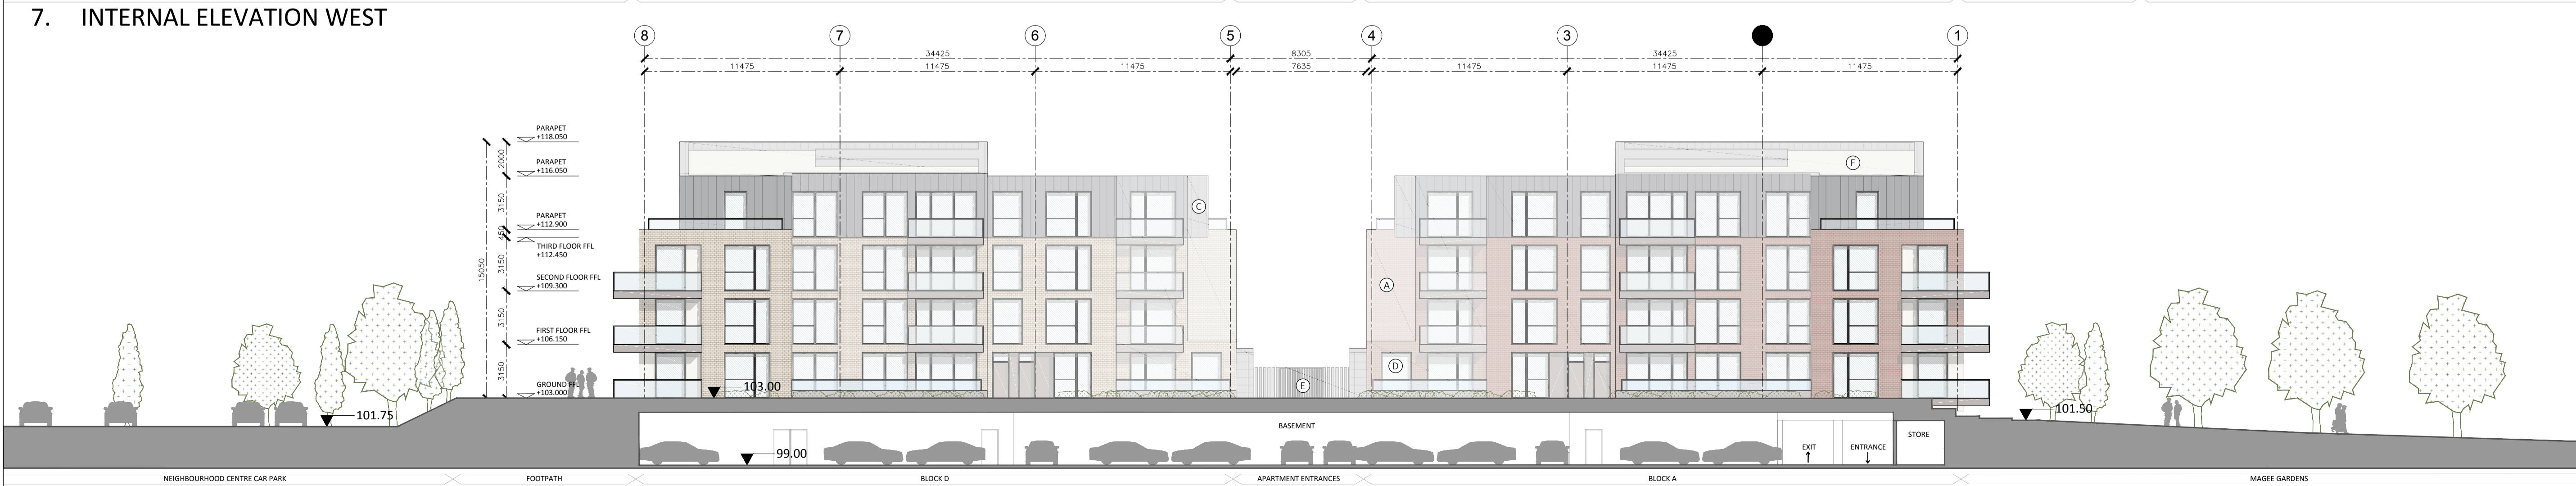 7. INTERNAL ELEVATION WEST
8 7 6 5 4 3 1
34425 8305 34425
11475 11475 11475 7635 11475 11475 11475
PARAPET
+118.050
2000
PARAPET
+116.050
F
3150
C
PARAPET
+112.900
450
THIRD FLOOR FFL
+112.450
15050
3150
SECOND FLOOR FFL
+109.300
A
3150
FIRST FLOOR FFL
+106.150
3150
D
GROUND FFL
+103.000
103.00
E
101.75
101.50
BASEMENT
STORE
EXIT
ENTRANCE
99.00
NEIGHBOURHOOD CENTRE CAR PARK FOOTPATH BLOCK D APARTMENT ENTRANCES BLOCK A MAGEE GARDENS